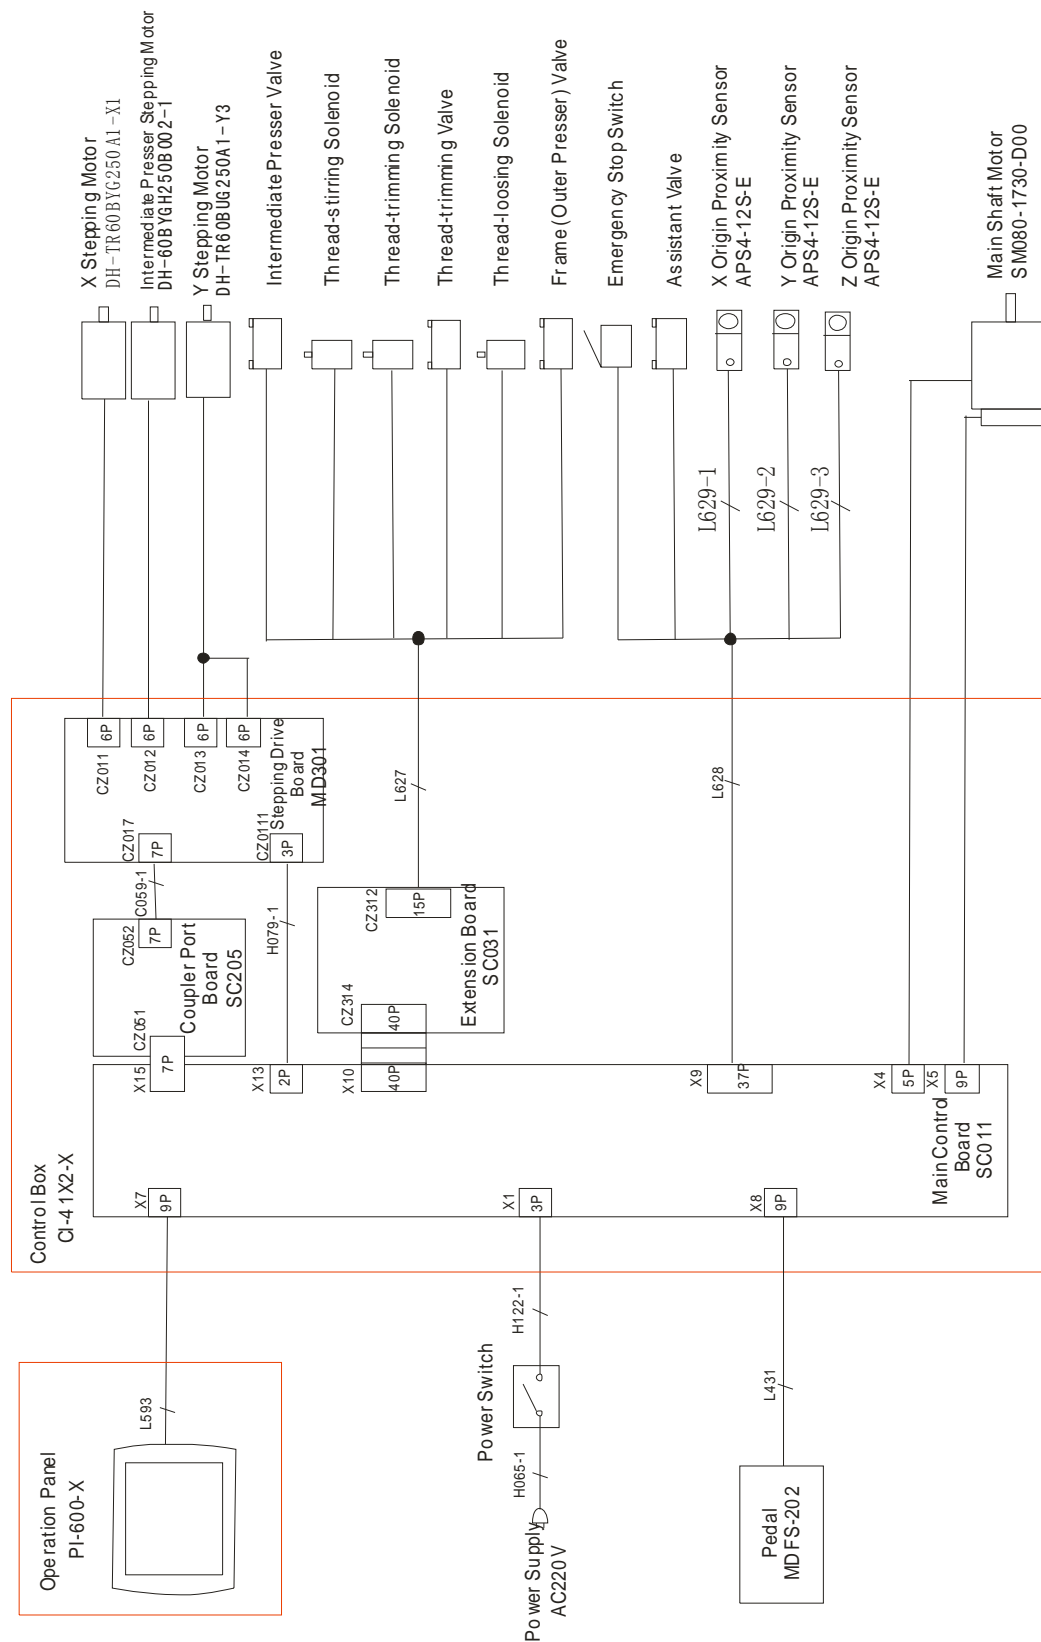 X Stepping Motor
DH-TR60BYG250A1-X1
Intermediate Presser Stepping Motor
DH-60BYGH250B002-1
Y Stepping Motor
DH-TR60BUG250A1-Y3
Intermediate Presser Valve
Thread-stirring Solenoid
Thread-trimming Solenoid
Thread-trimming Valve
Thread-loosing Solenoid
Frame (Outer Presser) Valve
Emergency Stop Switch
Assistant Valve
X Origin Proximity Sensor
APS4-12S-E
Y Origin Proximity Sensor
APS4-12S-E
Z Origin Proximity Sensor
APS4-12S-E
Main Shaft Motor
SM080-1730-D00
L629-1
L629-2
L629-3
6P
6P
6P
6P
CZ011
CZ012
CZ013
CZ014
Stepping Drive
Board
MD301
CZ017
7P
CZ0111
3P
L627
L628
C059-1
H079-1
CZ052
7P
Coupler Port
Board
SC205
CZ051
CZ312
15P
Extension Board
SC031
CZ314
40P
X15
7P
X13
2P
X10
40P
X9
37P
X4
5P
X5
9P
Main Control
Board
SC011
X7
9P
X1
3P
X8
9P
Control Box
CI-41X2-X
L593
H122-1
L431
Power Switch
H065-1
Operation Panel
PI-600-X
Power Supply
AC220V
Pedal
MDFS-202